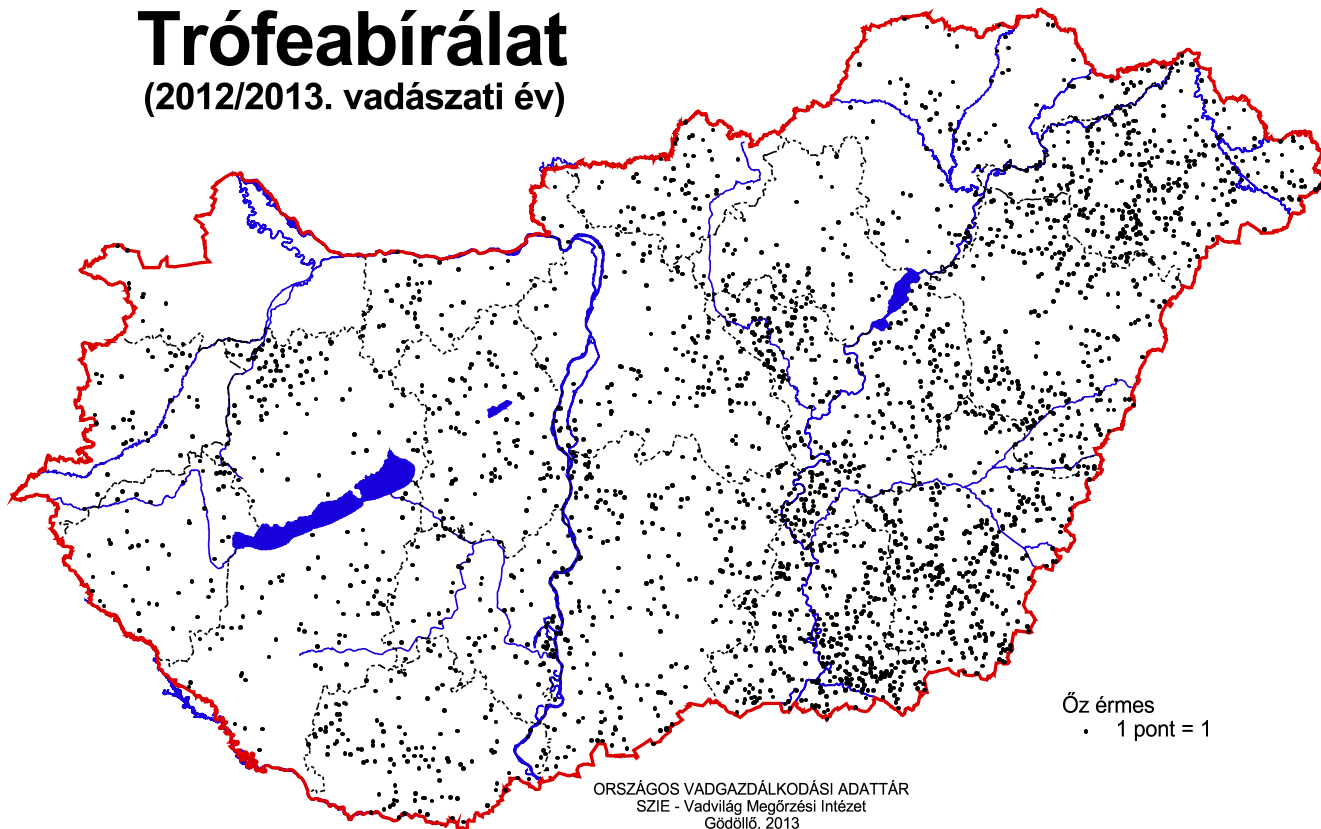 Trófeabírálat
(2012/2013. vadászati év)
Őz érmes
1 pont = 1
ORSZÁGOS VADGAZDÁLKODÁSI ADATTÁR
SZIE - Vadvilág Megőrzési Intézet
Gödöllő. 2013